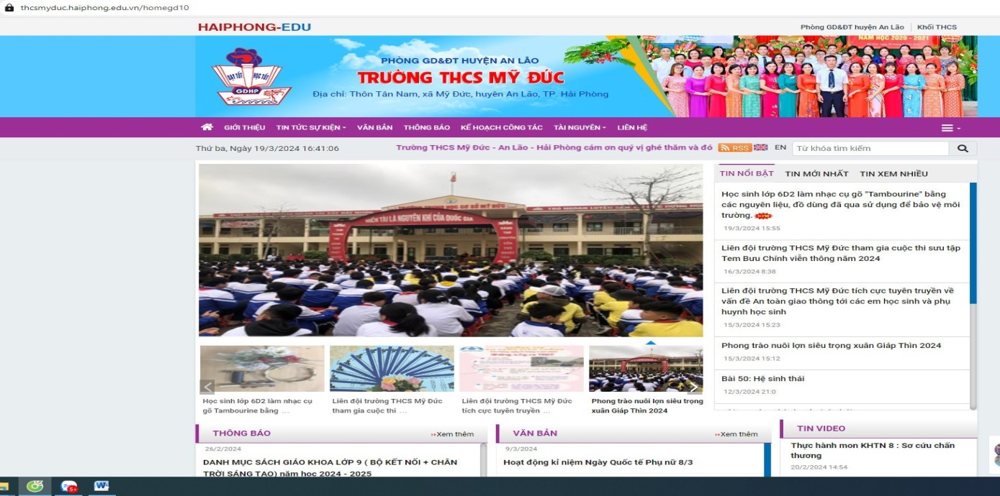 thcsmyduc.haiphong.edu.vn/homegd10
HAIPHONG-EDU
Phòng GD&ĐT huyện An Lão
Khối THCS
DẠY TỐT
HỌC TỐT
GDHP
PHÒNG GD&ĐT HUYỆN AN LÃO
TRƯỜNG THCS MỸ ĐỨC
Địa chỉ: Thôn Tân Nam, xã Mỹ Đức, huyện An Lão, TP. Hải Phòng
NĂM HỌC 2020 - 2021
GIỚI THIỆU TIN TỨC SỰ KIỆN VĂN BẢN THÔNG BÁO KẾ HOẠCH CÔNG TÁC TÀI NGUYÊN LIÊN HỆ
Thứ ba, Ngày 19/3/2024 16:41:06
Trường THCS Mỹ Đức - An Lão - Hải Phòng cám ơn quý vị ghé thăm và đó
RSS
EN
Từ khóa tìm kiếm
HIỀN TÀI LÀ NGUYÊN KHÍ CỦA QUỐC GIA
TIN NỔI BẬT TIN MỚI NHẤT TIN XEM NHIỀU
Học sinh lớp 6D2 làm nhạc cụ gõ "Tambourine" bằng
các nguyên liệu, đồ dùng đã qua sử dụng để bảo vệ môi
trường.
19/3/2024 15:55
Liên đội trường THCS Mỹ Đức tham gia cuộc thi sưu tập
Tem Bưu Chính viễn thông năm 2024
16/3/2024 8:38
Liên đội trường THCS Mỹ Đức tích cực tuyên truyền về
vấn đề An toàn giao thông tới các em học sinh và phụ
huynh học sinh
15/3/2024 15:23
Phong trào nuôi lợn siêu trọng xuân Giáp Thìn 2024
15/3/2024 15:12
Bài 50: Hệ sinh thái
12/3/2024 21:0
Học sinh lớp 6D2 làm nhạc cụ
gõ Tambourine bằng ...
Liên đội trường THCS Mỹ Đức
tham gia cuộc thi ...
Liên đội trường THCS Mỹ Đức
tích cực tuyên truyền ...
Phong trào nuôi lợn siêu trọng
xuân Giáp Thìn 2024
THÔNG BÁO
Xem thêm
26/2/2024
DANH MỤC SÁCH GIÁO KHOA LỚP 9 ( BỘ KẾT NỐI + CHÂN
TRỜI SÁNG TẠO) năm học 2024 - 2025
VĂN BẢN
Xem thêm
9/3/2024
Hoạt động kỉ niệm Ngày Quốc tế Phụ nữ 8/3
TIN VIDEO
Thực hành mon KHTN 8 : Sơ cứu chấn
thương
20/2/2024 14:54
5+